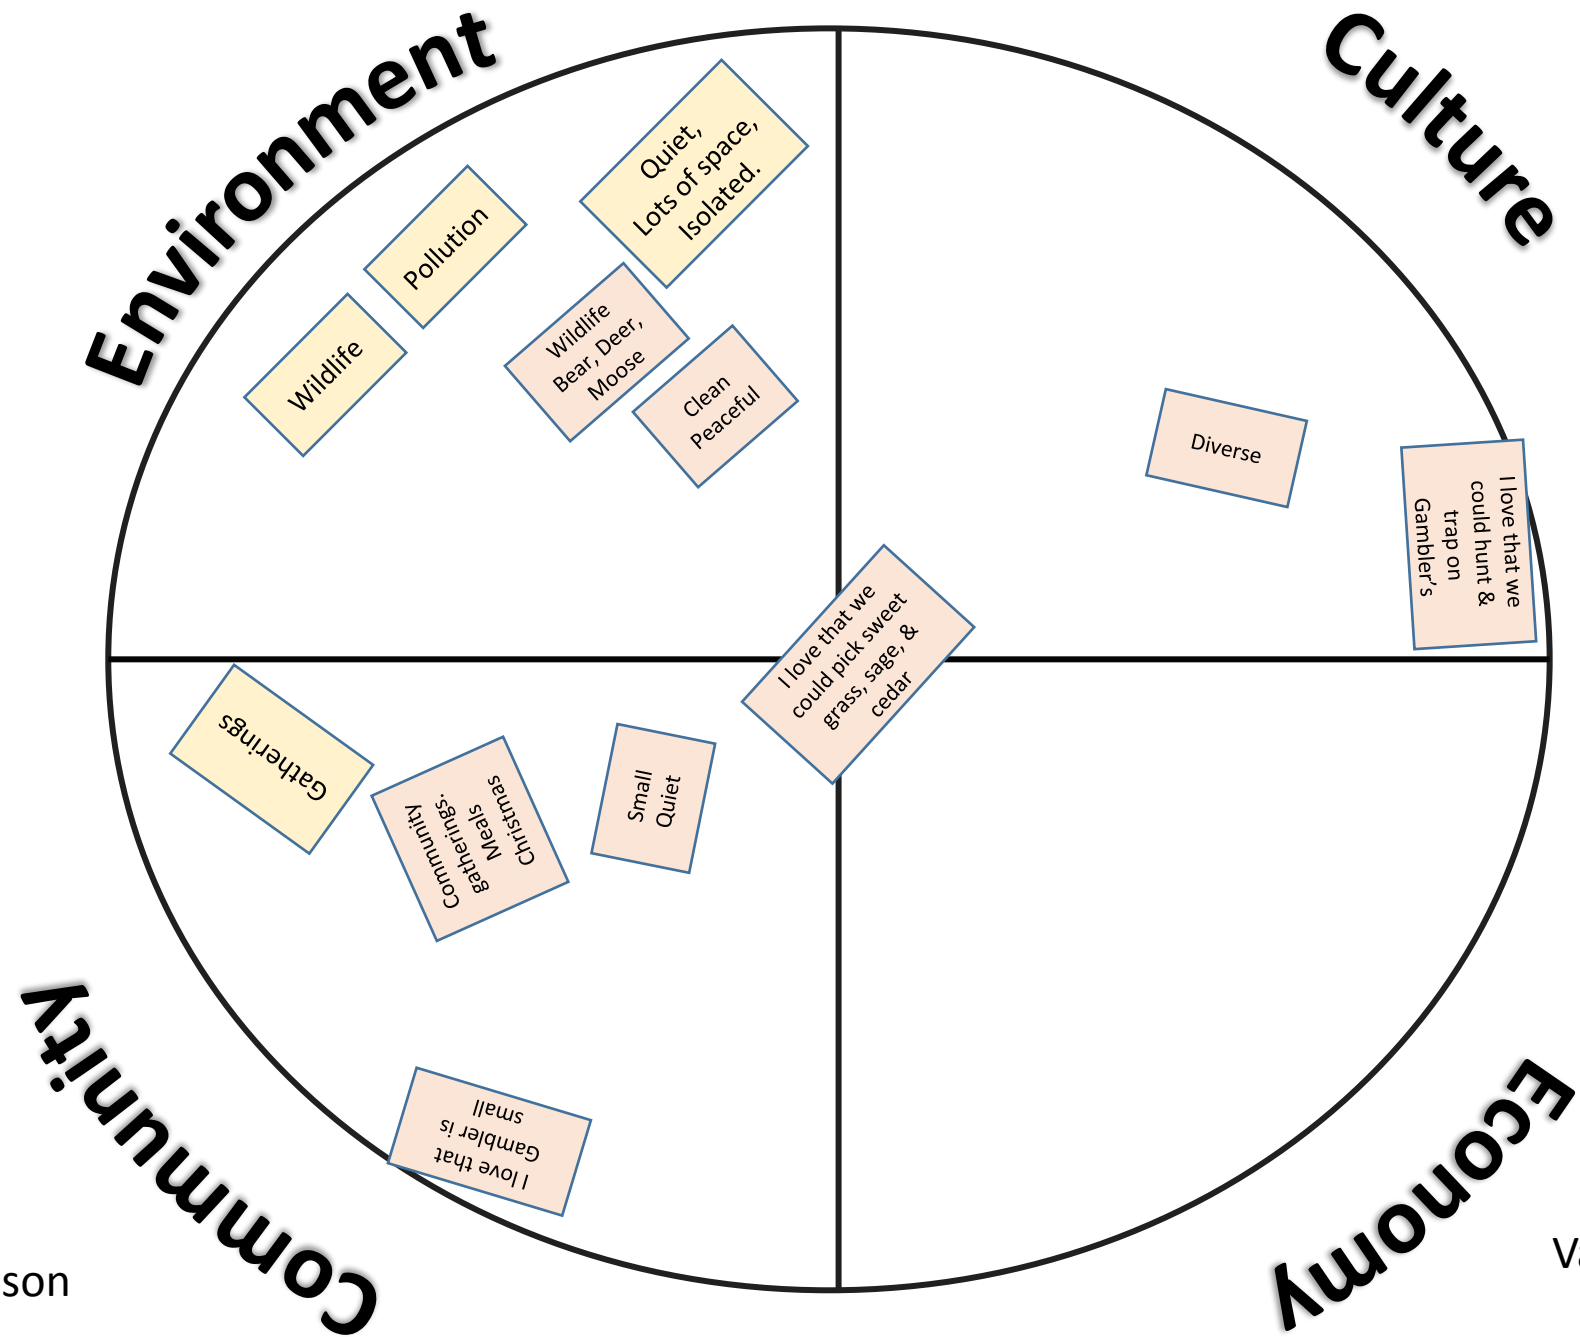 Environment
Culture
Quiet,
Lots of space,
Isolated.
Pollution
Wildlife
Wildlife
Bear, Deer,
Moose
Clean
Peaceful
Diverse
I love that we
could hunt &
trap on
Gambler's
I love that we
could pick sweet
grass, sage, &
cedar
Gatherings
Community
gatherings.
Meals
Christmas
Small
Quiet
I love that
Gambler is
small
Community
Economy
son